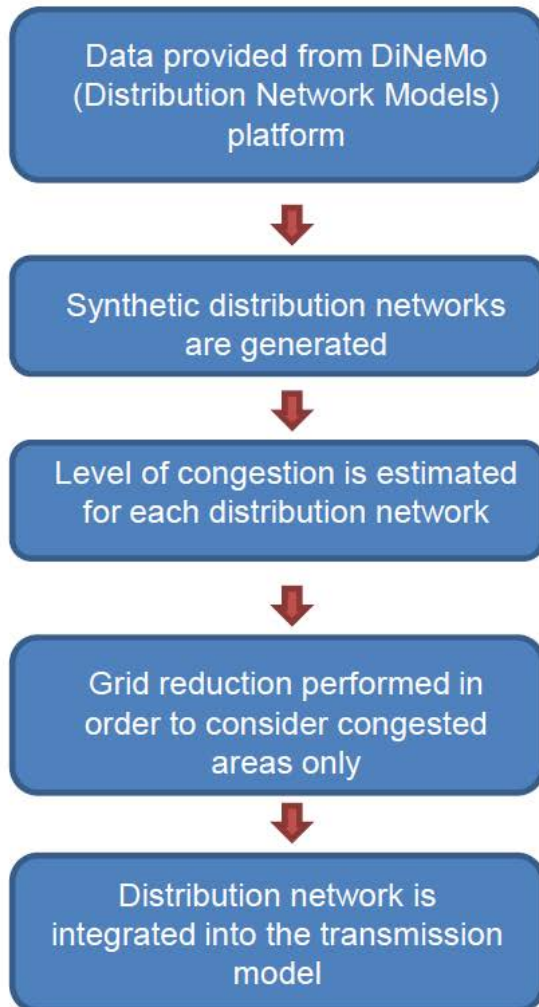 Data provided from DiNeMo
(Distribution Network Models)
platform
Synthetic distribution networks
are generated
Level of congestion is estimated
for each distribution network
Grid reduction performed in
order to consider congested
areas only
Distribution network is
integrated into the transmission
model